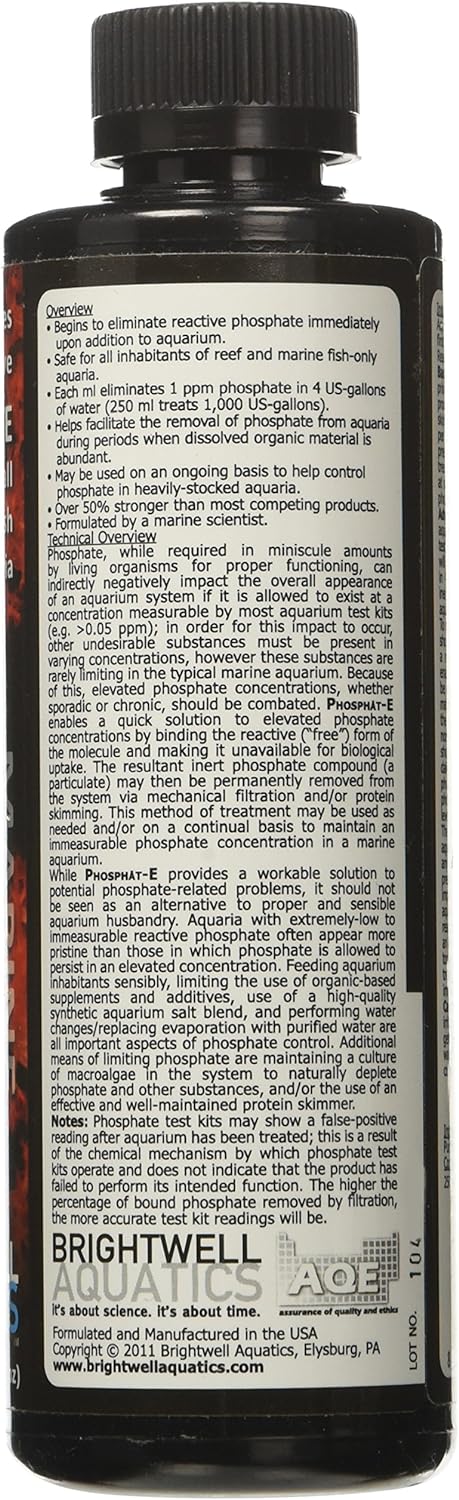 Overview
• Begins to eliminate reactive phosphate immediately
upon addition to aquarium.
• Safe for all inhabitants of reef and marine fish-only
aquaria.
• Each ml eliminates 1 ppm phosphate in 4 US-gallons
of water (250 ml treats 1,000 US-gallons).
• Helps facilitate the removal of phosphate from aquaria
during periods when dissolved organic material is
abundant.
• May be used on an ongoing basis to help control
phosphate in heavily-stocked aquaria.
• Over 50% stronger than most competing products.
• Formulated by a marine scientist.
Technical Overview
Phosphate, while required in miniscule amounts
by living organisms for proper functioning, can
indirectly negatively impact the overall appearance
of an aquarium system if it is allowed to exist at a
concentration measurable by most aquarium test kits
(e.g. >0.05 ppm); in order for this impact to occur,
other undesirable substances must be present in
varying concentrations, however these substances are
rarely limiting in the typical marine aquarium. Because
of this, elevated phosphate concentrations, whether
sporadic or chronic, should be combated. PHOSPHĀT-E
enables a quick solution to elevated phosphate
concentrations by binding the reactive ("free") form of
the molecule and making it unavailable for biological
uptake. The resultant inert phosphate compound (a
particulate) may then be permanently removed from
the system via mechanical filtration and/or protein
skimming. This method of treatment may be used as
needed and/or on a continual basis to maintain an
immeasurable phosphate concentration in a marine
aquarium.
While PHOSPHĀT-E provides a workable solution to
potential phosphate-related problems, it should not
be seen as an alternative to proper and sensible
aquarium husbandry. Aquaria with extremely-low to
immeasurable reactive phosphate often appear more
pristine than those in which phosphate is allowed to
persist in an elevated concentration. Feeding aquarium
inhabitants sensibly, limiting the use of organic-based
supplements and additives, use of a high-quality
synthetic aquarium salt blend, and performing water
changes/replacing evaporation with purified water are
all important aspects of phosphate control. Additional
means of limiting phosphate are maintaining a culture
of macroalgae in the system to naturally deplete
phosphate and other substances, and/or the use of an
effective and well-maintained protein skimmer.
Notes: Phosphate test kits may show a false-positive
reading after aquarium has been treated; this is a result
of the chemical mechanism by which phosphate test
kits operate and does not indicate that the product has
failed to perform its intended function. The higher the
percentage of bound phosphate removed by filtration,
the more accurate test kit readings will be.
BRIGHTWELL
AQUATICS
it's about science. it's about time.
AQE
assurance of quality and ethics
Formulated and Manufactured in the USA
Copyright © 2011 Brightwell Aquatics, Elysburg, PA
www.brightwellaquatics.com
LOT NO. 104